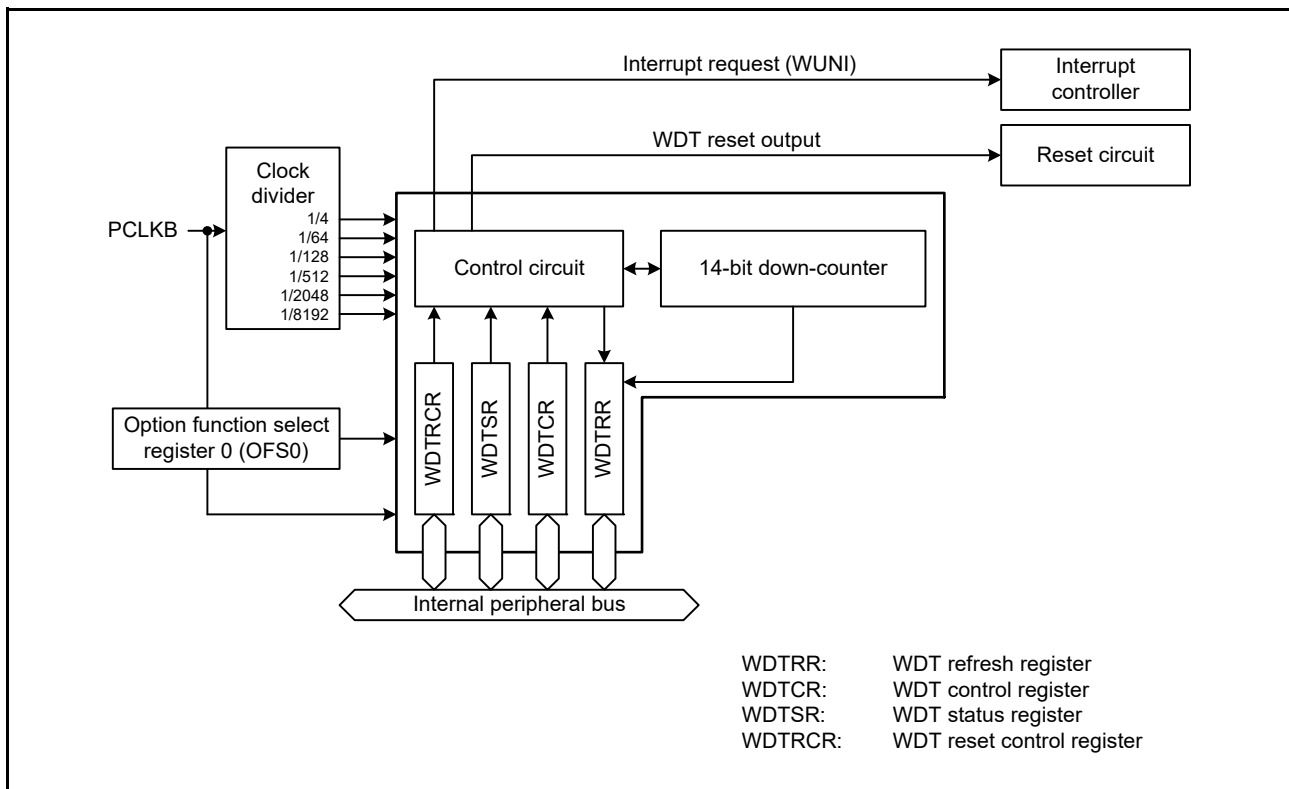 Interrupt request (WUNI)
Interrupt
controller
WDT reset output
Reset circuit
Clock
divider
PCLKB
1/4
1/64
1/128
1/512
1/2048
1/8192
Control circuit
14-bit down-counter
Option function select
register 0 (OFS0)
WDTRCR
WDTSR
WDTCR
WDTRR
Internal peripheral bus
WDTRR: WDT refresh register
WDTCR: WDT control register
WDTSR: WDT status register
WDTRCR: WDT reset control register